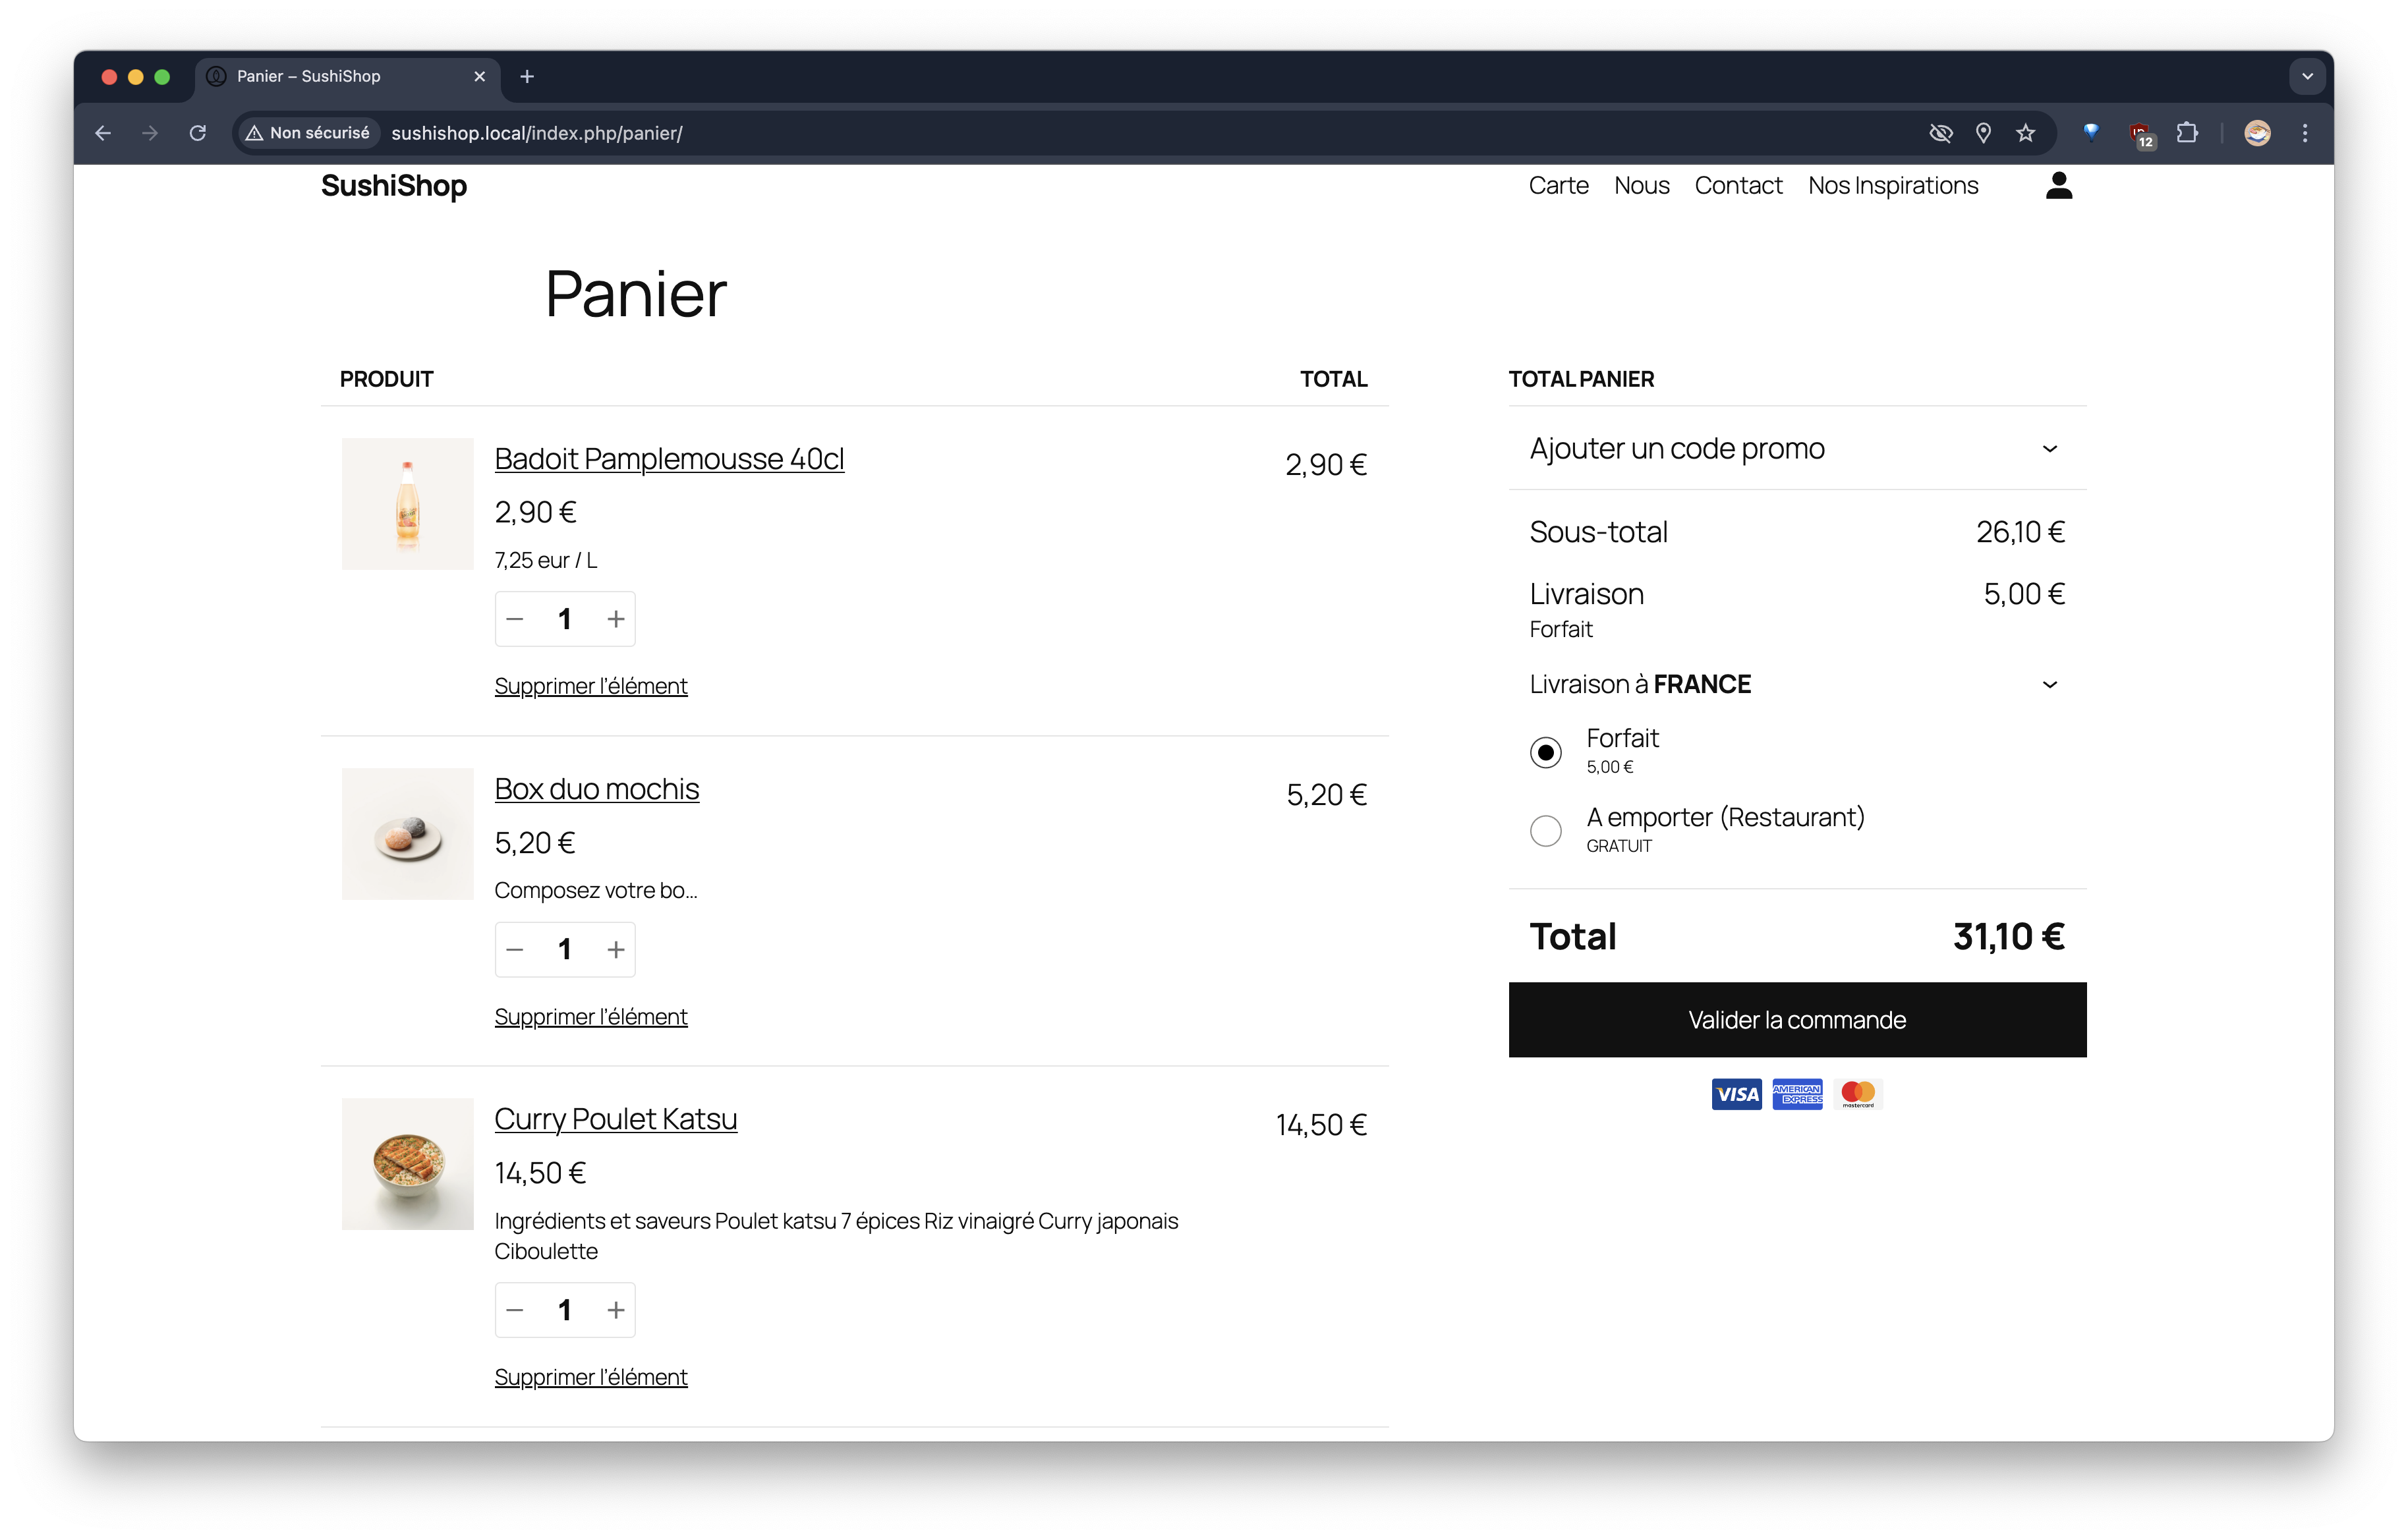 Panier – SushiShop
Non sécurisé
sushishop.local/index.php/panier/
12
SushiShop
Carte
Nous
Contact
Nos Inspirations
Panier
PRODUIT
TOTAL
Badoit Pamplemousse 40cl
2,90 €
2,90 €
7,25 eur / L
1
Supprimer l'élément
Box duo mochis
5,20 €
5,20 €
Composez votre bo...
1
Supprimer l'élément
Curry Poulet Katsu
14,50 €
14,50 €
Ingrédients et saveurs Poulet katsu 7 épices Riz vinaigré Curry japonais
Ciboulette
1
Supprimer l'élément
TOTAL PANIER
Ajouter un code promo
Sous-total
26,10 €
Livraison
5,00 €
Forfait
Livraison à FRANCE
Forfait
5,00 €
A emporter (Restaurant)
GRATUIT
Total
31,10 €
Valider la commande
VISA
AMERICAN
EXPRESS
mastercard